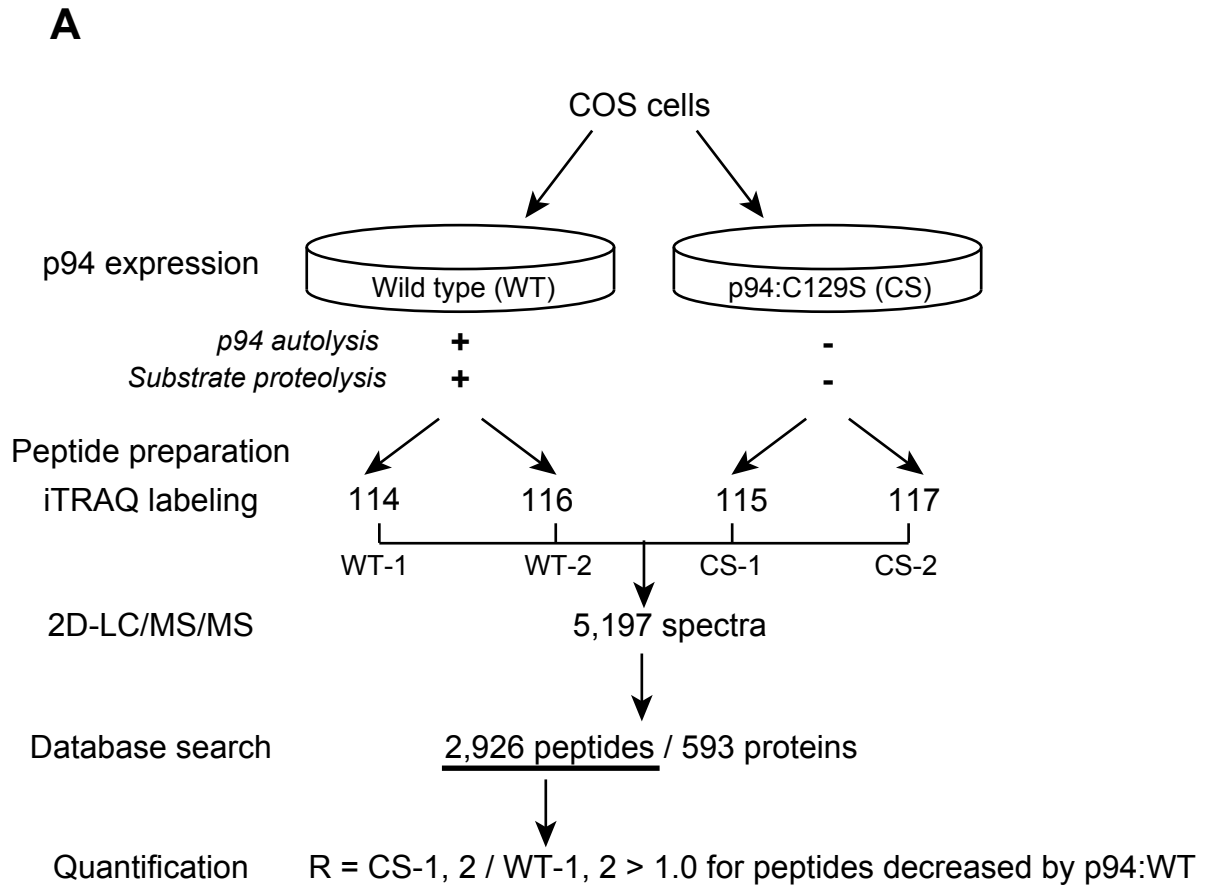 A
COS cells
p94 expression
Wild type (WT)
p94:C129S (CS)
p94 autolysis + -
Substrate proteolysis + -
Peptide preparation
iTRAQ labeling 114 116 115 117
WT-1 WT-2 CS-1 CS-2
2D-LC/MS/MS 5,197 spectra
Database search 2,926 peptides / 593 proteins
Quantification R = CS-1, 2 / WT-1, 2 > 1.0 for peptides decreased by p94:WT